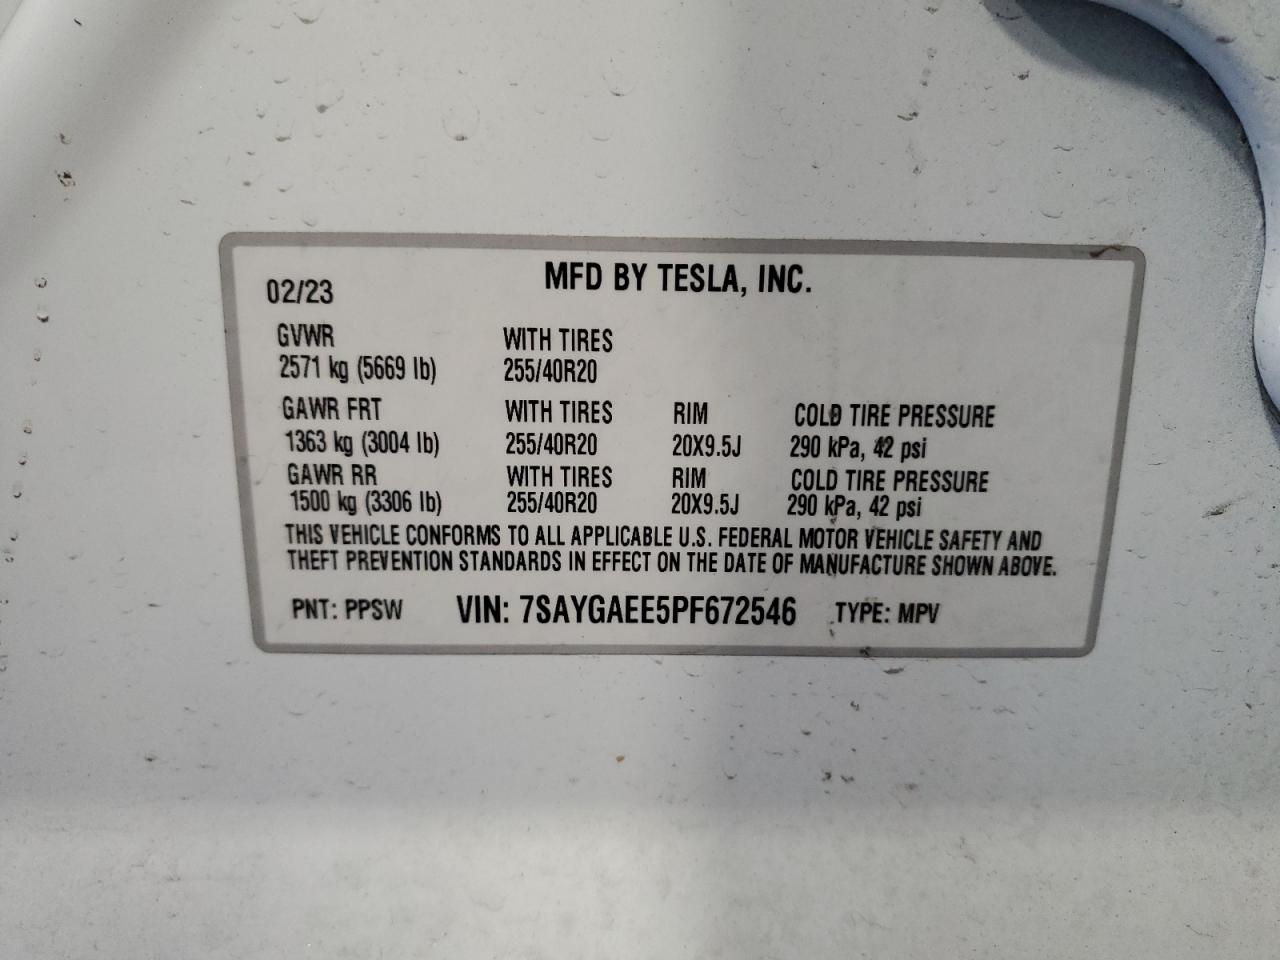 MFD BY TESLA, INC.
02/23
GVWR WITH TIRES
2571 kg (5669 lb) 255/40R20
GAWR FRT WITH TIRES RIM COLD TIRE PRESSURE
1363 kg (3004 lb) 255/40R20 20X9.5J 290 kPa, 42 psi
GAWR RR WITH TIRES RIM COLD TIRE PRESSURE
1500 kg (3306 lb) 255/40R20 20X9.5J 290 kPa, 42 psi
THIS VEHICLE CONFORMS TO ALL APPLICABLE U.S. FEDERAL MOTOR VEHICLE SAFETY AND
THEFT PREVENTION STANDARDS IN EFFECT ON THE DATE OF MANUFACTURE SHOWN ABOVE.
PNT: PPSW VIN: 7SAYGAEE5PF672546 TYPE: MPV